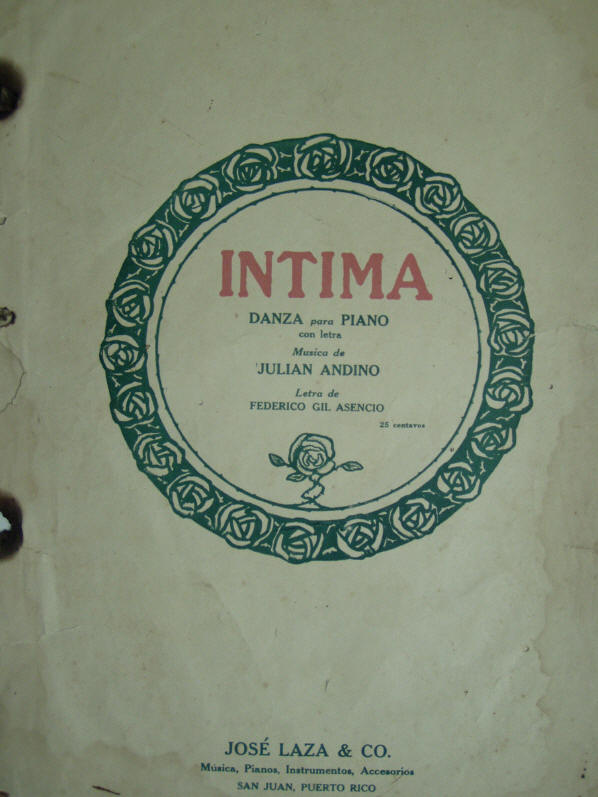 INTIMA
DANZA para PIANO
con letra
Musica de
JULIAN ANDINO
Letra de
FEDERICO GIL ASENCIO
25 centavos
JOSÉ LAZA & CO.
Música, Pianos, Instrumentos, Accesorios
SAN JUAN, PUERTO RICO